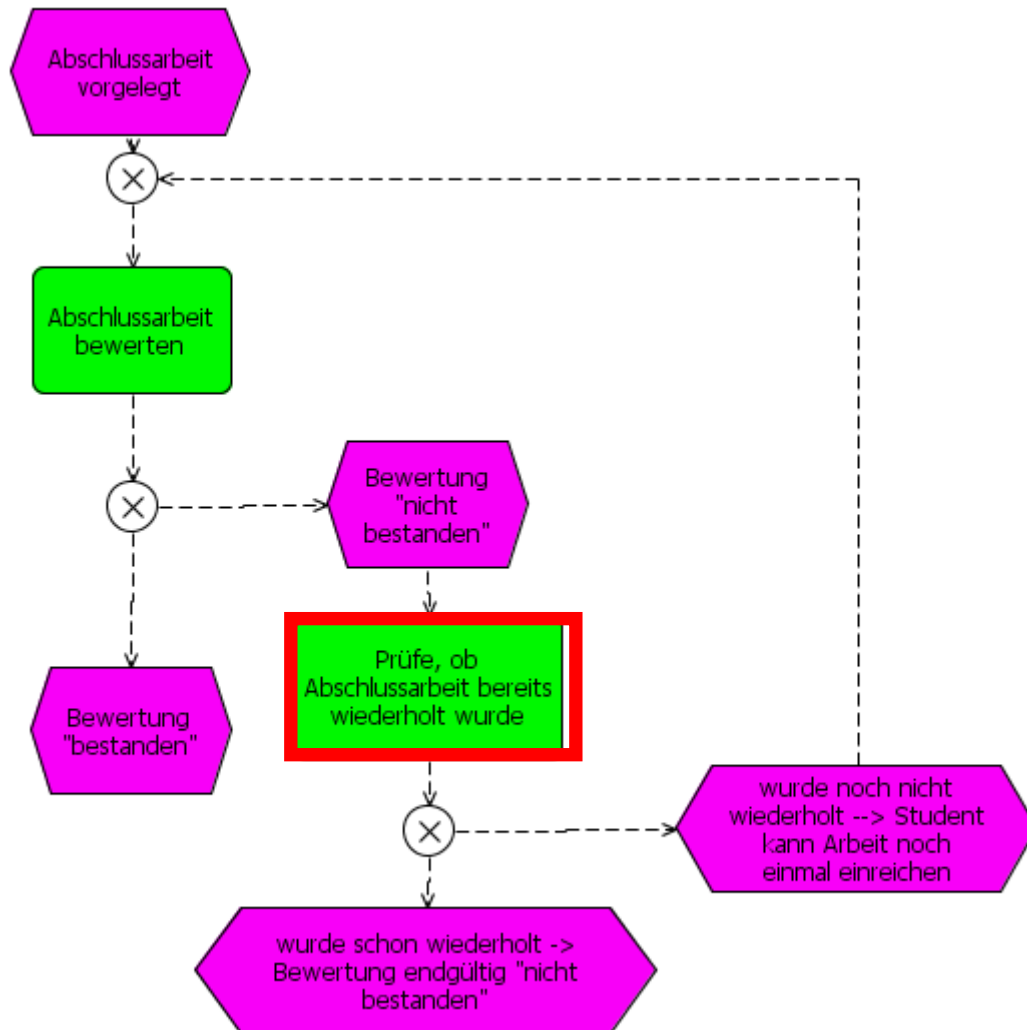 Abschlussarbeit
vorgelegt
Abschlussarbeit
bewerten
Bewertung
"nicht
bestanden"
Prüfe, ob
Abschlussarbeit bereits
wiederholt wurde
Bewertung
"bestanden"
wurde noch nicht
wiederholt --> Student
kann Arbeit noch
einmal einreichen
wurde schon wiederholt ->
Bewertung endgültig "nicht
bestanden"